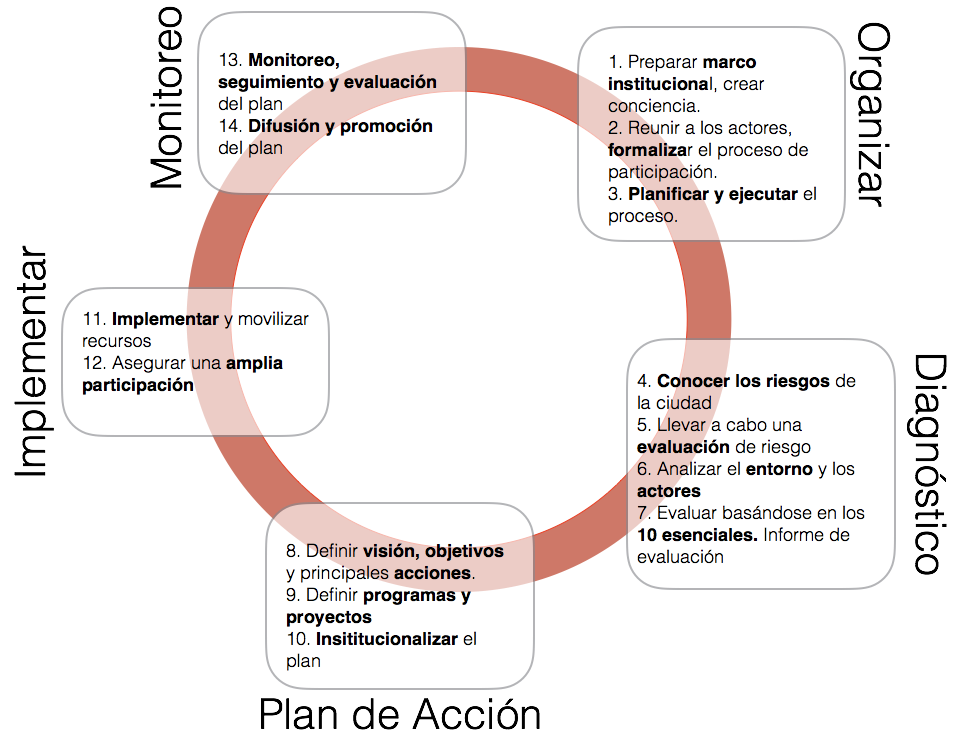 Organizar
1. Preparar marco
institucional, crear
conciencia.
2. Reunir a los actores,
formalizar el proceso de
participación.
3. Planificar y ejecutar el
proceso.
Diagnóstico
4. Conocer los riesgos de
la ciudad
5. Llevar a cabo una
evaluación de riesgo
6. Analizar el entorno y los
actores
7. Evaluar basándose en los
10 esenciales. Informe de
evaluación
Plan de Acción
8. Definir visión, objetivos
y principales acciones.
9. Definir programas y
proyectos
10. Insititucionalizar el
plan
Implementar
11. Implementar y movilizar
recursos
12. Asegurar una amplia
participación
Monitoreo
13. Monitoreo,
seguimiento y evaluación
del plan
14. Difusión y promoción
del plan